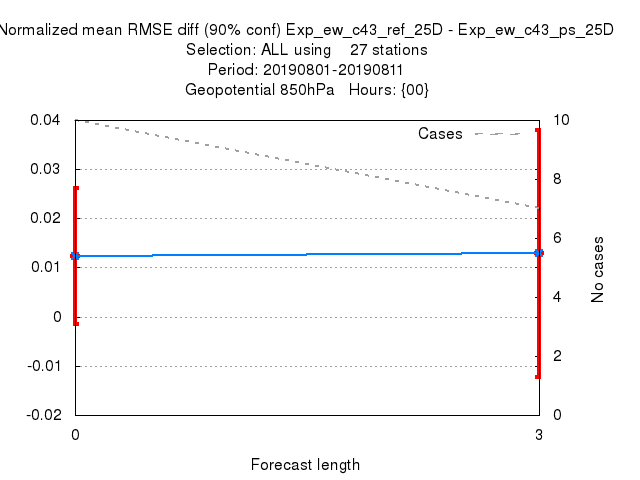 Normalized mean RMSE diff (90% conf) Exp_ew_c43_ref_25D - Exp_ew_c43_ps_25D
Selection: ALL using 27 stations
Period: 20190801-20190811
Geopotential 850hPa Hours: {00}
Cases
0.04
0.03
0.02
0.01
0
-0.01
-0.02
10
8
6
4
2
0
No cases
0 3
Forecast length